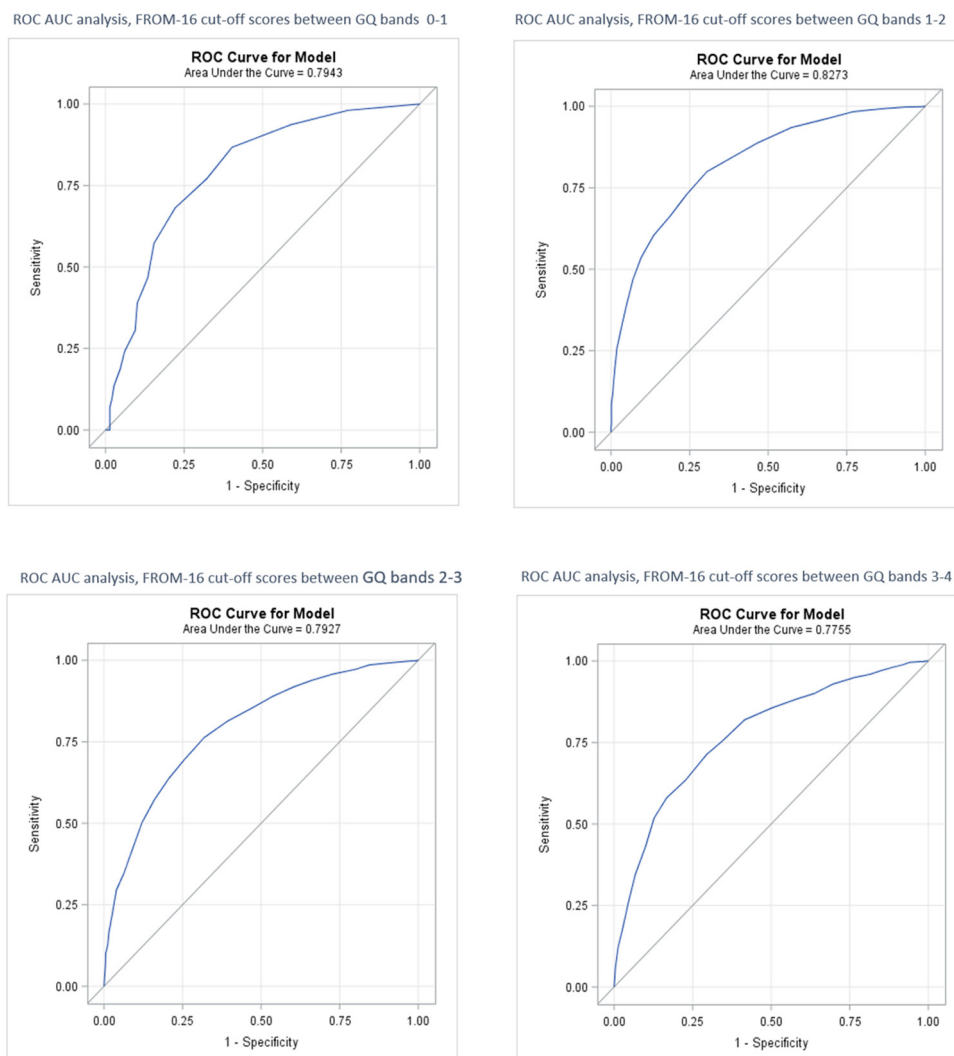 ROC AUC analysis, FROM-16 cut-off scores between GQ bands 0-1
ROC Curve for Model
Area Under the Curve = 0.7943
1.00
0.75
0.50
0.25
0.00
Sensitivity
0.00 0.25 0.50 0.75 1.00
1 - Specificity
ROC AUC analysis, FROM-16 cut-off scores between GQ bands 1-2
ROC Curve for Model
Area Under the Curve = 0.8273
1.00
0.75
0.50
0.25
0.00
Sensitivity
0.00 0.25 0.50 0.75 1.00
1 - Specificity
ROC AUC analysis, FROM-16 cut-off scores between GQ bands 2-3
ROC Curve for Model
Area Under the Curve = 0.7927
1.00
0.75
0.50
0.25
0.00
Sensitivity
0.00 0.25 0.50 0.75 1.00
1 - Specificity
ROC AUC analysis, FROM-16 cut-off scores between GQ bands 3-4
ROC Curve for Model
Area Under the Curve = 0.7755
1.00
0.75
0.50
0.25
0.00
Sensitivity
0.00 0.25 0.50 0.75 1.00
1 - Specificity